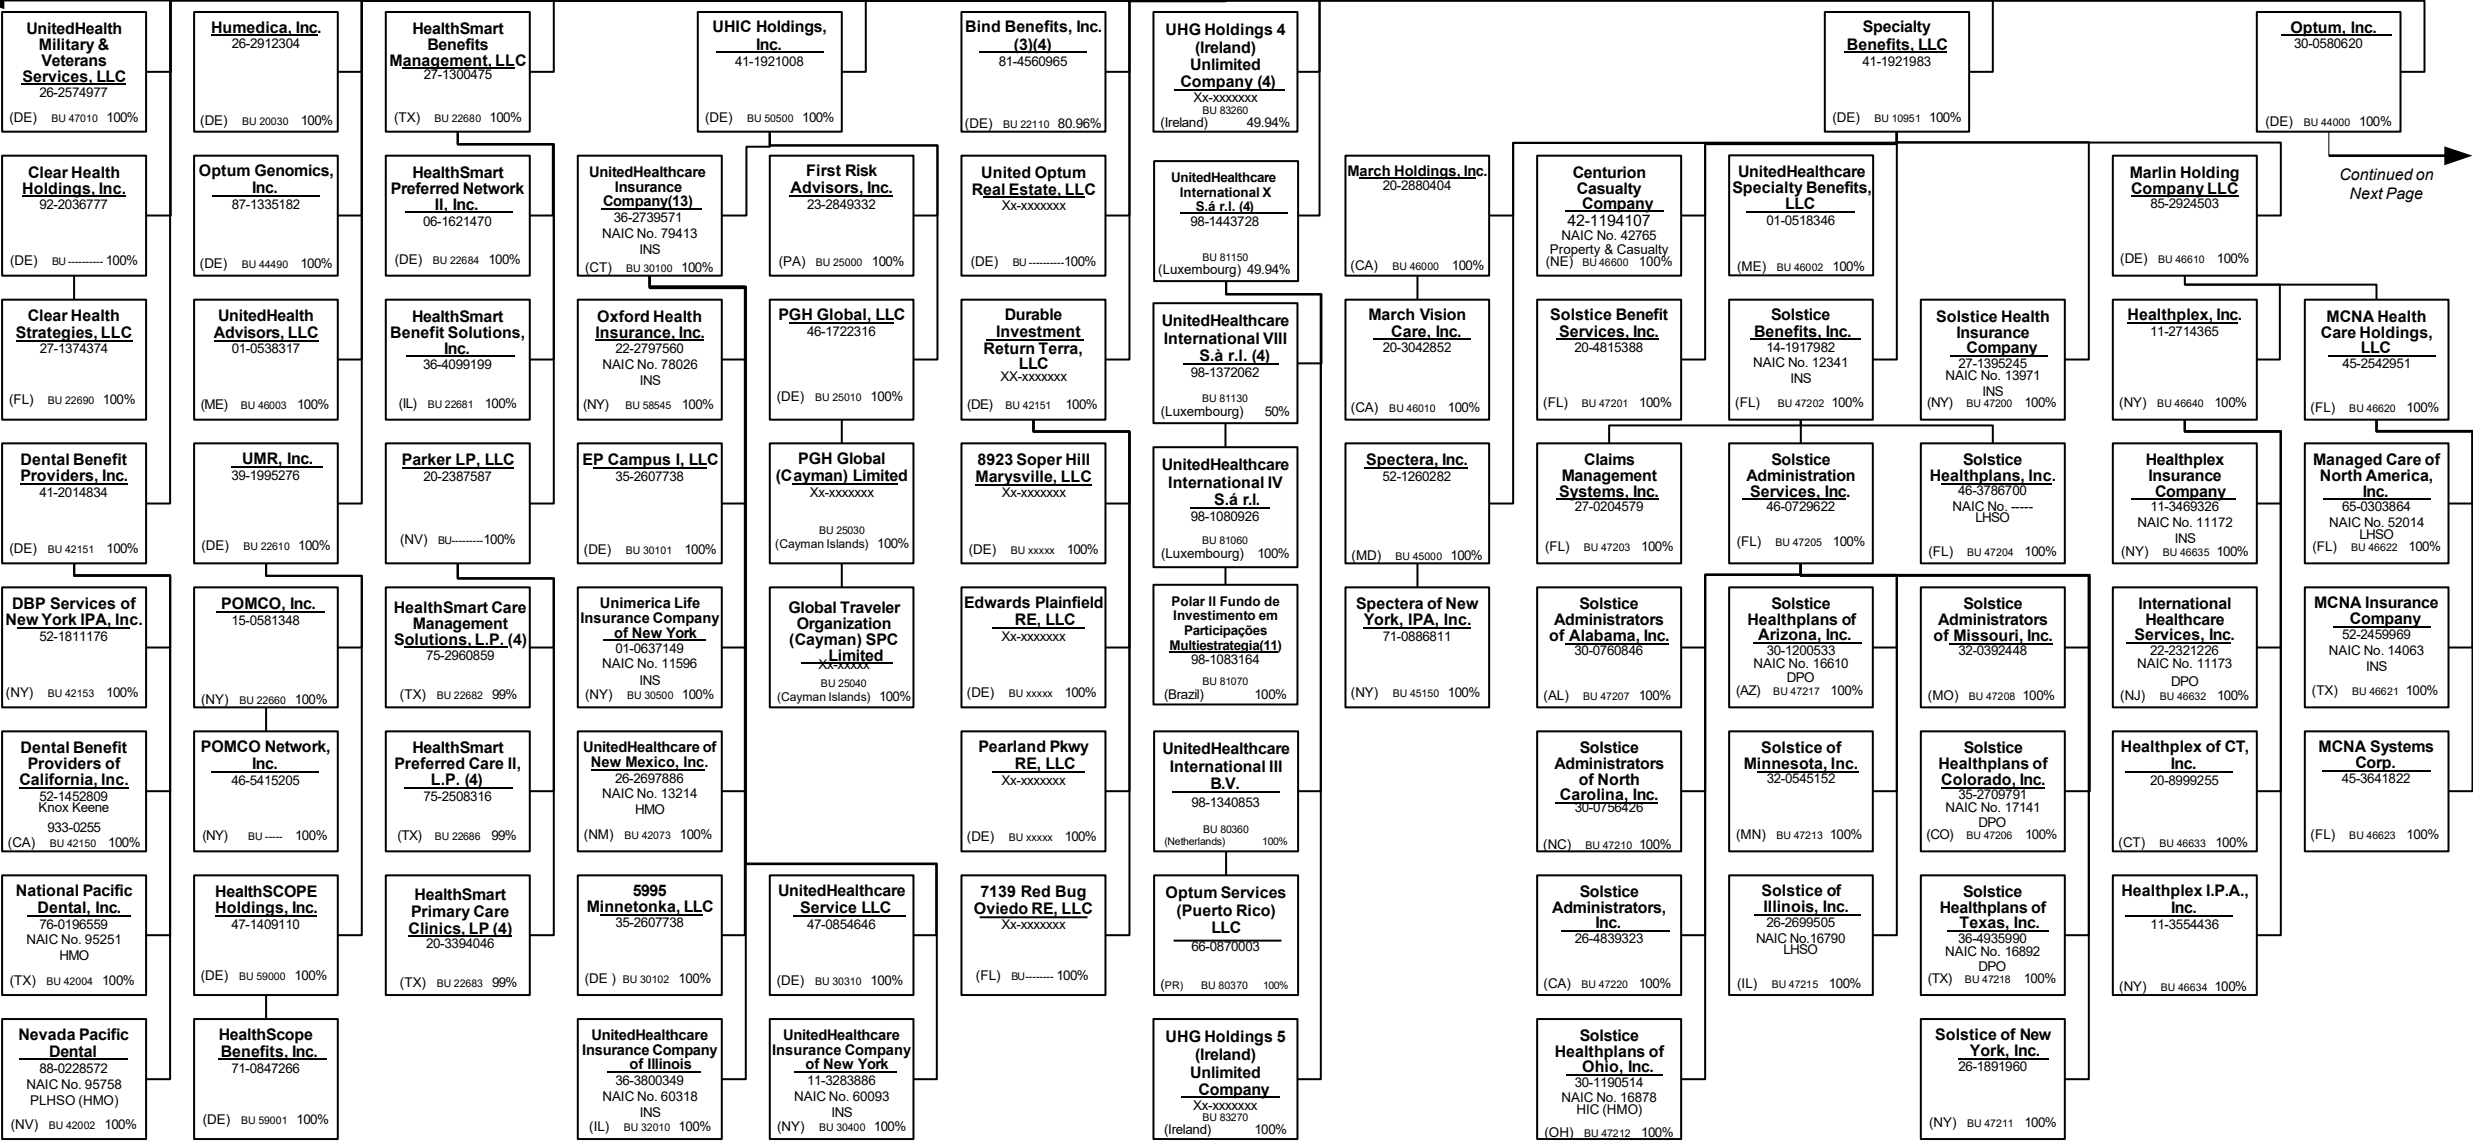 UnitedHealth
Military &
Veterans
Services, LLC
26-2574977
(DE) BU 47010 100%
Humedica, Inc.
26-2912304
(DE) BU 20030 100%
HealthSmart
Benefits
Management, LLC
27-1300475
(TX) BU 22680 100%
UHIC Holdings,
Inc.
41-1921008
(DE) BU 50500 100%
Bind Benefits, Inc.
(3)(4)
81-4560965
(DE) BU 22110 80.96%
UHG Holdings 4
(Ireland)
Unlimited
Company (4)
Xx-xxxxxxx
BU 83260
(Ireland) 49.94%
Specialty
Benefits, LLC
41-1921983
(DE) BU 10951 100%
Optum, Inc.
30-0580620
(DE) BU 44000 100%
Continued on
Next Page
Clear Health
Holdings, Inc.
92-2036777
(DE) BU ---------- 100%
Optum Genomics,
Inc.
87-1335182
(DE) BU 44490 100%
HealthSmart
Preferred Network
II, Inc.
06-1621470
(DE) BU 22684 100%
UnitedHealthcare
Insurance
Company(13)
36-2739571
NAIC No. 79413
INS
(CT) BU 30100 100%
First Risk
Advisors, Inc.
23-2849332
(PA) BU 25000 100%
United Optum
Real Estate, LLC
Xx-xxxxxxx
(DE) BU ----------100%
UnitedHealthcare
International X
S.á r.l. (4)
98-1443728
BU 81150
(Luxembourg) 49.94%
March Holdings, Inc.
20-2880404
(CA) BU 46000 100%
Centurion
Casualty
Company
42-1194107
NAIC No. 42765
Property & Casualty
(NE) BU 46600 100%
UnitedHealthcare
Specialty Benefits,
LLC
01-0518346
(ME) BU 46002 100%
Marlin Holding
Company LLC
85-2924503
(DE) BU 46610 100%
Clear Health
Strategies, LLC
27-1374374
(FL) BU 22690 100%
UnitedHealth
Advisors, LLC
01-0538317
(ME) BU 46003 100%
HealthSmart
Benefit Solutions,
Inc.
36-4099199
(IL) BU 22681 100%
Oxford Health
Insurance, Inc.
22-2797560
NAIC No. 78026
INS
(NY) BU 58545 100%
PGH Global, LLC
46-1722316
(DE) BU 25010 100%
Durable
Investment
Return Terra,
LLC
XX-xxxxxxx
(DE) BU 42151 100%
UnitedHealthcare
International VIII
S.à r.l. (4)
98-1372062
BU 81130
(Luxembourg) 50%
March Vision
Care, Inc.
20-3042852
(CA) BU 46010 100%
Solstice Benefit
Services, Inc.
20-4815388
(FL) BU 47201 100%
Solstice
Benefits, Inc.
14-1917982
NAIC No. 12341
INS
(FL) BU 47202 100%
Solstice Health
Insurance
Company
27-1395245
NAIC No. 13971
INS
(NY) BU 47200 100%
Healthplex, Inc.
11-2714365
(NY) BU 46640 100%
MCNA Health
Care Holdings,
LLC
45-2542951
(FL) BU 46620 100%
Dental Benefit
Providers, Inc.
41-2014834
(DE) BU 42151 100%
UMR, Inc.
39-1995276
(DE) BU 22610 100%
Parker LP, LLC
20-2387587
(NV) BU---------100%
EP Campus I, LLC
35-2607738
(DE) BU 30101 100%
PGH Global
(Cayman) Limited
Xx-xxxxxxx
BU 25030
(Cayman Islands) 100%
8923 Soper Hill
Marysville, LLC
Xx-xxxxxxx
(DE) BU xxxxx 100%
UnitedHealthcare
International IV
S.á r.l.
98-1080926
BU 81060
(Luxembourg) 100%
Spectera, Inc.
52-1260282
(MD) BU 45000 100%
Claims
Management
Systems, Inc.
27-0204579
(FL) BU 47203 100%
Solstice
Administration
Services, Inc.
46-0729622
(FL) BU 47205 100%
Solstice
Healthplans, Inc.
46-3786700
NAIC No. -----
LHSO
(FL) BU 47204 100%
Healthplex
Insurance
Company
11-3469326
NAIC No. 11172
INS
(NY) BU 46635 100%
Managed Care of
North America,
Inc.
65-0303864
NAIC No. 52014
LHSO
(FL) BU 46622 100%
DBP Services of
New York IPA, Inc.
52-1811176
(NY) BU 42153 100%
POMCO, Inc.
15-0581348
(NY) BU 22660 100%
HealthSmart Care
Management
Solutions, L.P. (4)
75-2960859
(TX) BU 22682 99%
Unimerica Life
Insurance Company
of New York
01-0637149
NAIC No. 11596
INS
(NY) BU 30500 100%
Global Traveler
Organization
(Cayman) SPC
Limited
Xx-xxxxx
BU 25040
(Cayman Islands) 100%
Edwards Plainfield
RE, LLC
Xx-xxxxxxx
(DE) BU xxxxx 100%
Polar II Fundo de
Investimento em
Participações
Multiestrategia(11)
98-1083164
BU 81070
(Brazil) 100%
Spectera of New
York, IPA, Inc.
71-0886811
(NY) BU 45150 100%
Solstice
Administrators
of Alabama, Inc.
30-0760846
(AL) BU 47207 100%
Solstice
Healthplans of
Arizona, Inc.
30-1200533
NAIC No. 16610
DPO
(AZ) BU 47217 100%
Solstice
Administrators
of Missouri, Inc.
32-0392448
(MO) BU 47208 100%
International
Healthcare
Services, Inc.
22-2321226
NAIC No. 11173
DPO
(NJ) BU 46632 100%
MCNA Insurance
Company
52-2459969
NAIC No. 14063
INS
(TX) BU 46621 100%
Dental Benefit
Providers of
California, Inc.
52-1452809
Knox Keene
933-0255
(CA) BU 42150 100%
POMCO Network,
Inc.
46-5415205
(NY) BU ----- 100%
HealthSmart
Preferred Care II,
L.P. (4)
75-2508316
(TX) BU 22686 99%
UnitedHealthcare of
New Mexico, Inc.
26-2697886
NAIC No. 13214
HMO
(NM) BU 42073 100%
Pearland Pkwy
RE, LLC
Xx-xxxxxxx
(DE) BU xxxxx 100%
UnitedHealthcare
International III
B.V.
98-1340853
BU 80360
(Netherlands) 100%
Solstice
Administrators
of North
Carolina, Inc.
30-0756426
(NC) BU 47210 100%
Solstice of
Minnesota, Inc.
32-0545152
(MN) BU 47213 100%
Solstice
Healthplans of
Colorado, Inc.
35-2709791
NAIC No. 17141
DPO
(CO) BU 47206 100%
Healthplex of CT,
Inc.
20-8999255
(CT) BU 46633 100%
MCNA Systems
Corp.
45-3641822
(FL) BU 46623 100%
National Pacific
Dental, Inc.
76-0196559
NAIC No. 95251
HMO
(TX) BU 42004 100%
HealthSCOPE
Holdings, Inc.
47-1409110
(DE) BU 59000 100%
HealthSmart
Primary Care
Clinics, LP (4)
20-3394046
(TX) BU 22683 99%
5995
Minnetonka, LLC
35-2607738
(DE ) BU 30102 100%
UnitedHealthcare
Service LLC
47-0854646
(DE) BU 30310 100%
7139 Red Bug
Oviedo RE, LLC
Xx-xxxxxxx
(FL) BU-------- 100%
Optum Services
(Puerto Rico)
LLC
66-0870003
(PR) BU 80370 100%
Solstice
Administrators,
Inc.
26-4839323
(CA) BU 47220 100%
Solstice of
Illinois, Inc.
26-2699505
NAIC No.16790
LHSO
(IL) BU 47215 100%
Solstice
Healthplans of
Texas, Inc.
36-4935990
NAIC No. 16892
DPO
(TX) BU 47218 100%
Healthplex I.P.A.,
Inc.
11-3554436
(NY) BU 46634 100%
Nevada Pacific
Dental
88-0228572
NAIC No. 95758
PLHSO (HMO)
(NV) BU 42002 100%
HealthScope
Benefits, Inc.
71-0847266
(DE) BU 59001 100%
UnitedHealthcare
Insurance Company
of Illinois
36-3800349
NAIC No. 60318
INS
(IL) BU 32010 100%
UnitedHealthcare
Insurance Company
of New York
11-3283886
NAIC No. 60093
INS
(NY) BU 30400 100%
UHG Holdings 5
(Ireland)
Unlimited
Company
Xx-xxxxxxx
BU 83270
(Ireland) 100%
Solstice
Healthplans of
Ohio, Inc.
30-1190514
NAIC No. 16878
HIC (HMO)
(OH) BU 47212 100%
Solstice of New
York, Inc.
26-1891960
(NY) BU 47211 100%